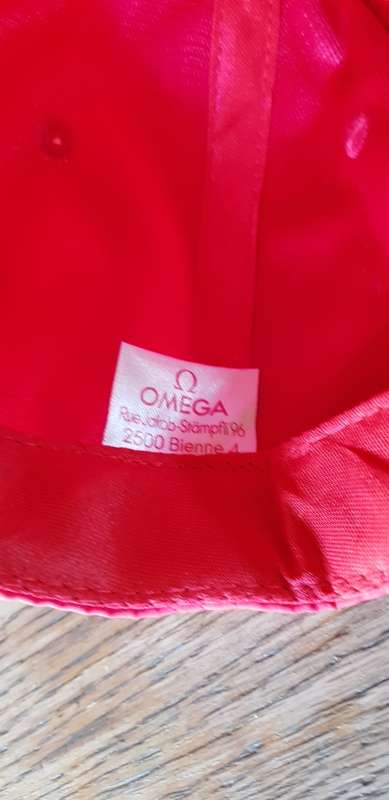 Ω
OMEGA
Rue Jakob-Stämpfli 96
2500 Bienne 4